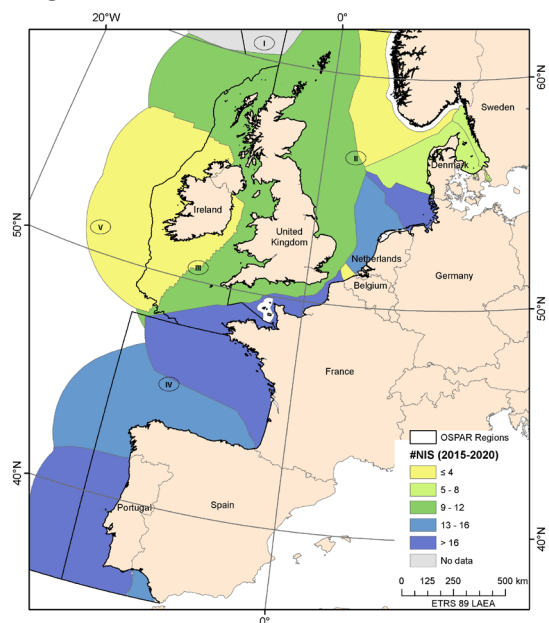 20°W
0°
I
60°N
Sweden
II
Denmark
50°N
V
Ireland
United
Kingdom
III
Netherlands
Belgium
Germany
50°N
France
IV
40°N
Portugal
Spain
40°N
0°
OSPAR Regions
#NIS (2015-2020)
≤ 4
5 - 8
9 - 12
13 - 16
> 16
No data
0 125 250 500 km
ETRS 89 LAEA